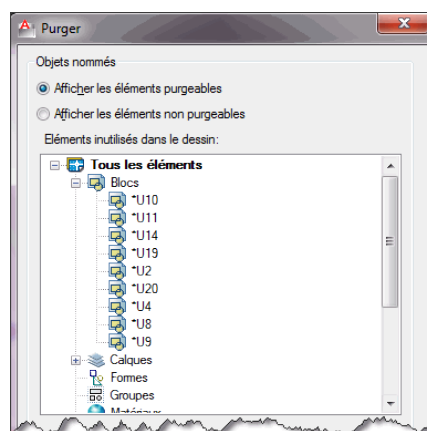 Purger
Objets nommés
Afficher les éléments purgeables
Afficher les éléments non purgeables
Eléments inutilisés dans le dessin:
Tous les éléments
Blocs
*U10
*U11
*U14
*U19
*U2
*U20
*U4
*U8
*U9
Calques
Formes
Groupes
Matériaux